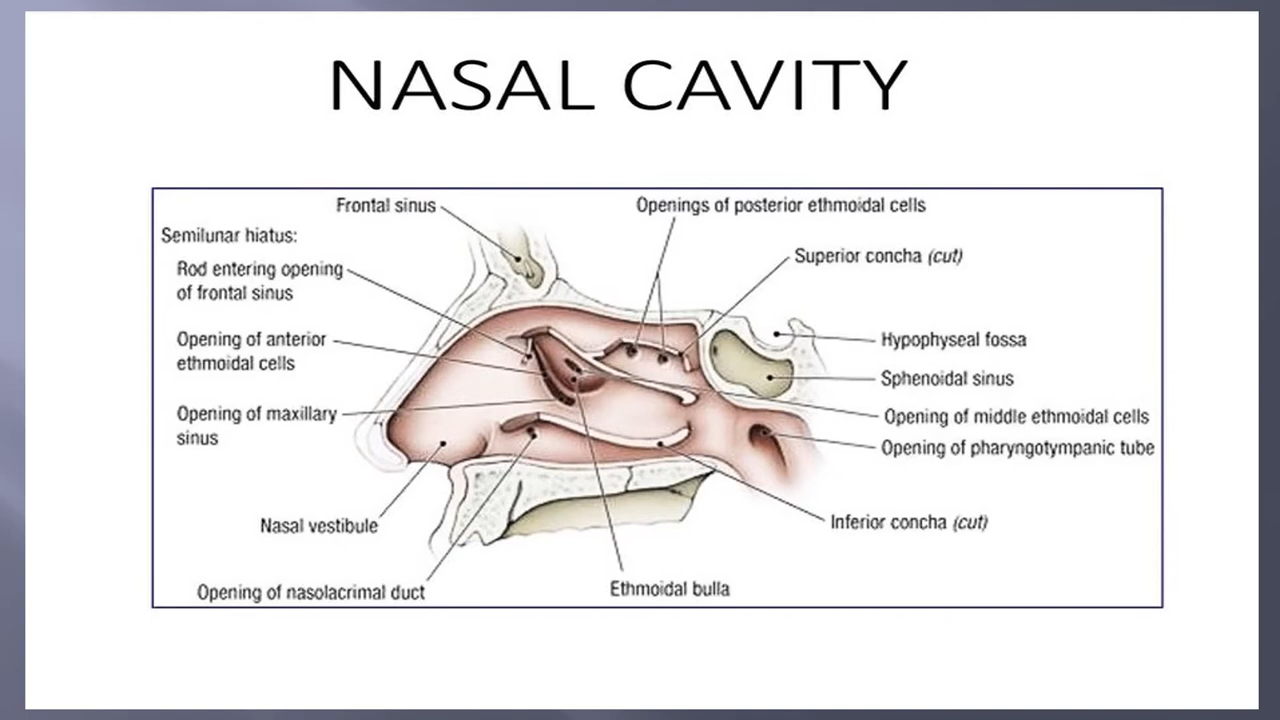 NASAL CAVITY
Frontal sinus
Openings of posterior ethmoidal cells
Semilunar hiatus:
Rod entering opening
of frontal sinus
Superior concha (cut)
Opening of anterior
ethmoidal cells
Hypophyseal fossa
Sphenoidal sinus
Opening of maxillary
sinus
Opening of middle ethmoidal cells
Opening of pharyngotympanic tube
Nasal vestibule
Inferior concha (cut)
Opening of nasolacrimal duct
Ethmoidal bulla